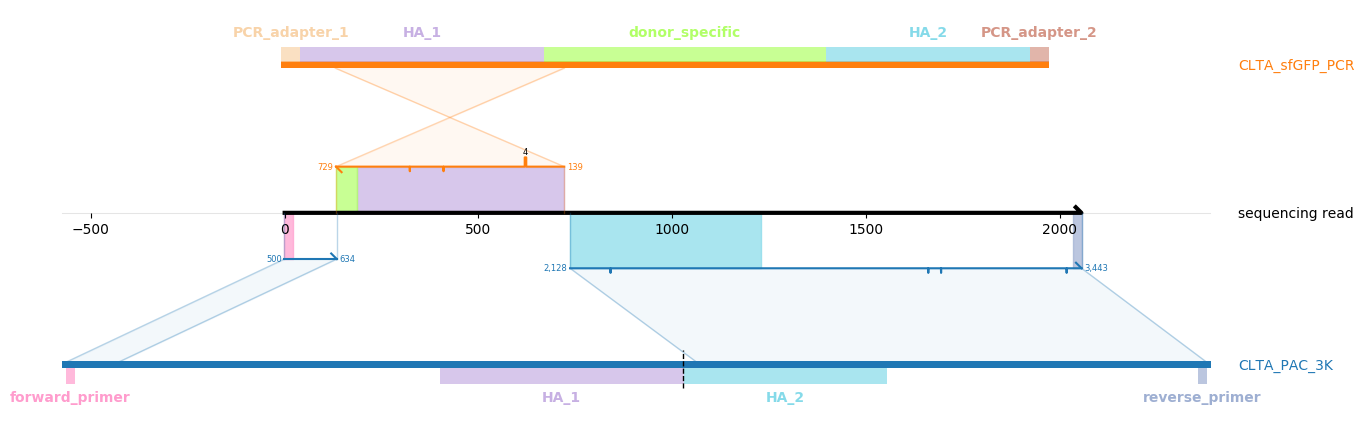 PCR_adapter_1 HA_1 donor_specific HA_2 PCR_adapter_2
CLTA_sfGFP_PCR
4
729 139
sequencing read
−500 0 500 1000 1500 2000
500 634
2,128 3,443
CLTA_PAC_3K
forward_primer HA_1 HA_2 reverse_primer